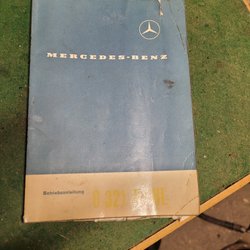 MERCEDES-BENZ
Betriebsanleitung
O 321